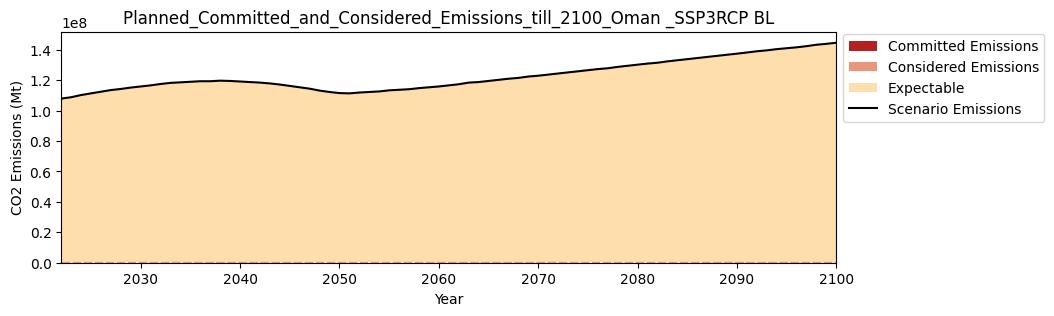 Planned_Committed_and_Considered_Emissions_till_2100_Oman _SSP3RCP BL
1e8
1.4
1.2
1.0
0.8
0.6
0.4
0.2
0.0
CO2 Emissions (Mt)
2030 2040 2050 2060 2070 2080 2090 2100
Year
Committed Emissions
Considered Emissions
Expectable
Scenario Emissions